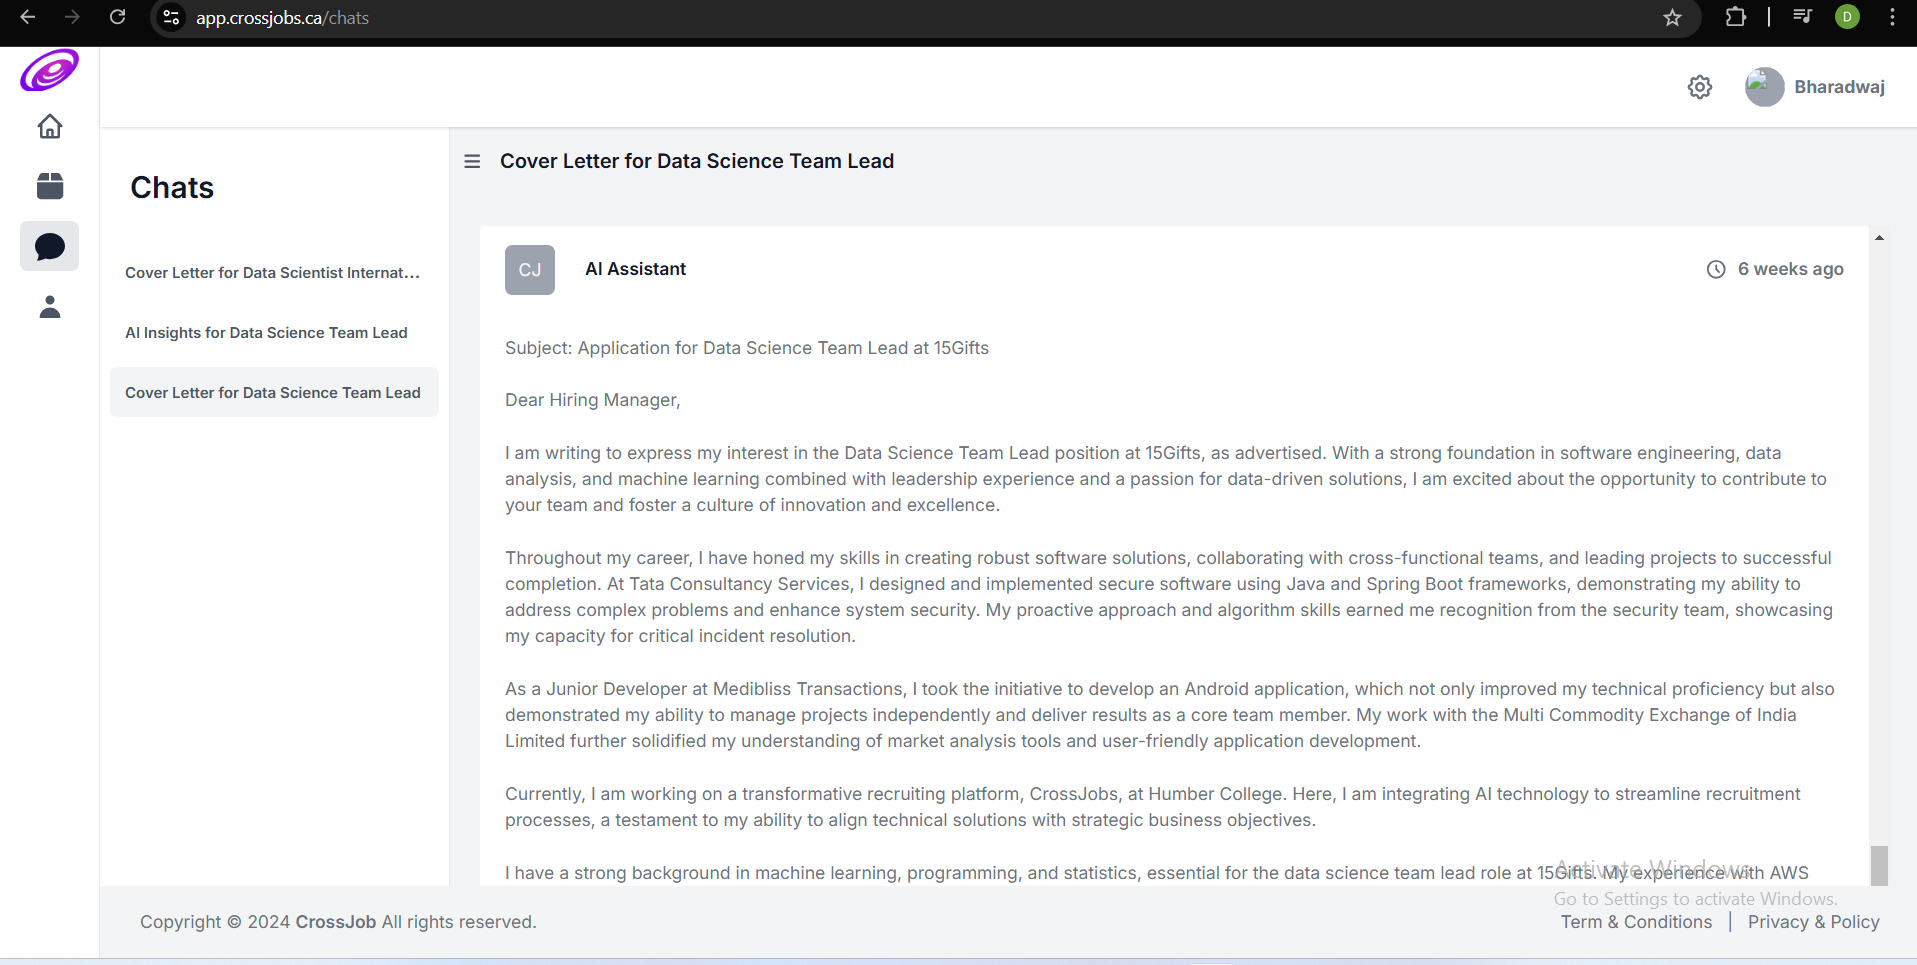 app.crossjobs.ca/chats
D
Bharadwaj
Chats
Cover Letter for Data Scientist Internat...
AI Insights for Data Science Team Lead
Cover Letter for Data Science Team Lead
Cover Letter for Data Science Team Lead
CJ
AI Assistant
6 weeks ago
Subject: Application for Data Science Team Lead at 15Gifts
Dear Hiring Manager,
I am writing to express my interest in the Data Science Team Lead position at 15Gifts, as advertised. With a strong foundation in software engineering, data
analysis, and machine learning combined with leadership experience and a passion for data-driven solutions, I am excited about the opportunity to contribute to
your team and foster a culture of innovation and excellence.
Throughout my career, I have honed my skills in creating robust software solutions, collaborating with cross-functional teams, and leading projects to successful
completion. At Tata Consultancy Services, I designed and implemented secure software using Java and Spring Boot frameworks, demonstrating my ability to
address complex problems and enhance system security. My proactive approach and algorithm skills earned me recognition from the security team, showcasing
my capacity for critical incident resolution.
As a Junior Developer at Medibliss Transactions, I took the initiative to develop an Android application, which not only improved my technical proficiency but also
demonstrated my ability to manage projects independently and deliver results as a core team member. My work with the Multi Commodity Exchange of India
Limited further solidified my understanding of market analysis tools and user-friendly application development.
Currently, I am working on a transformative recruiting platform, CrossJobs, at Humber College. Here, I am integrating AI technology to streamline recruitment
processes, a testament to my ability to align technical solutions with strategic business objectives.
I have a strong background in machine learning, programming, and statistics, essential for the data science team lead role at 15Gifts. My experience with AWS
Activate Windows
Go to Settings to activate Windows.
Copyright © 2024 CrossJob All rights reserved.
Term & Conditions | Privacy & Policy